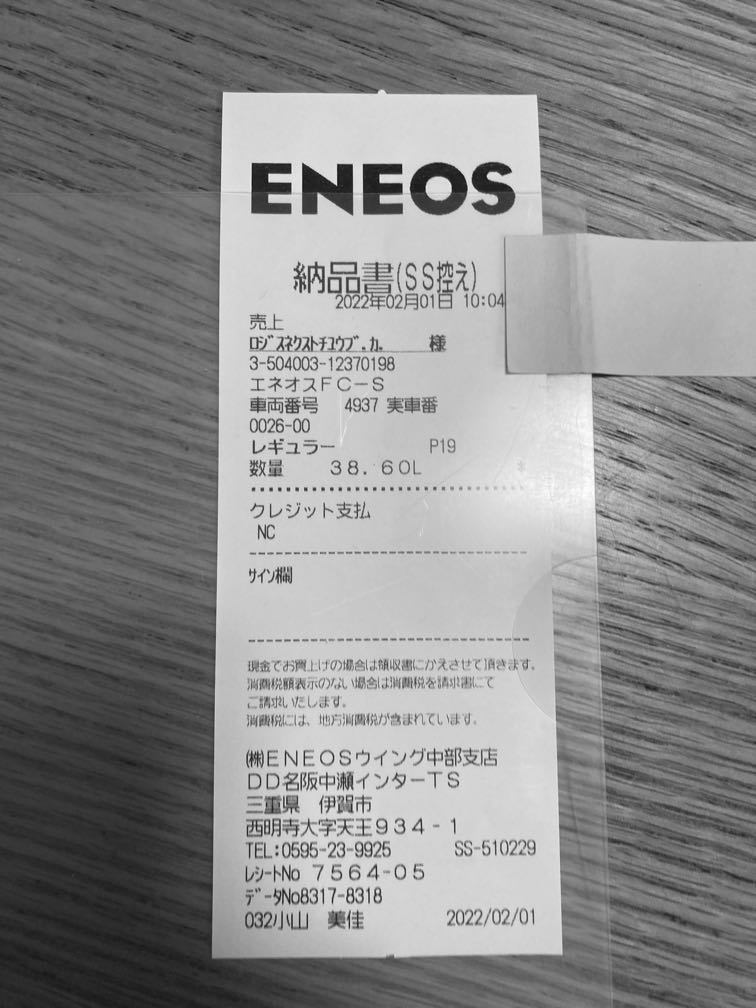 ENEOS
納品書(SS控え)
2022年02月01日 10:04
売上
ロジスネクストチユウブ.カ. 様
3-504003-12370198
エネオスFC-S
車両番号 4937 実車番
0026-00
レギュラー P19
数量 38.60L *
クレジット支払
NC
サイン欄
現金でお買上げの場合は領収書にかえさせて頂きます。
消費税額表示のない場合は消費税を請求書にて
ご請求いたします。
消費税には、地方消費税が含まれています。
(株)ENEOSウイング中部支店
DD名阪中瀬インターTS
三重県 伊賀市
西明寺大字天王934-1
TEL:0595-23-9925 SS-510229
レシートNo 7564-05
データNo8317-8318
032小山 美佳 2022/02/01